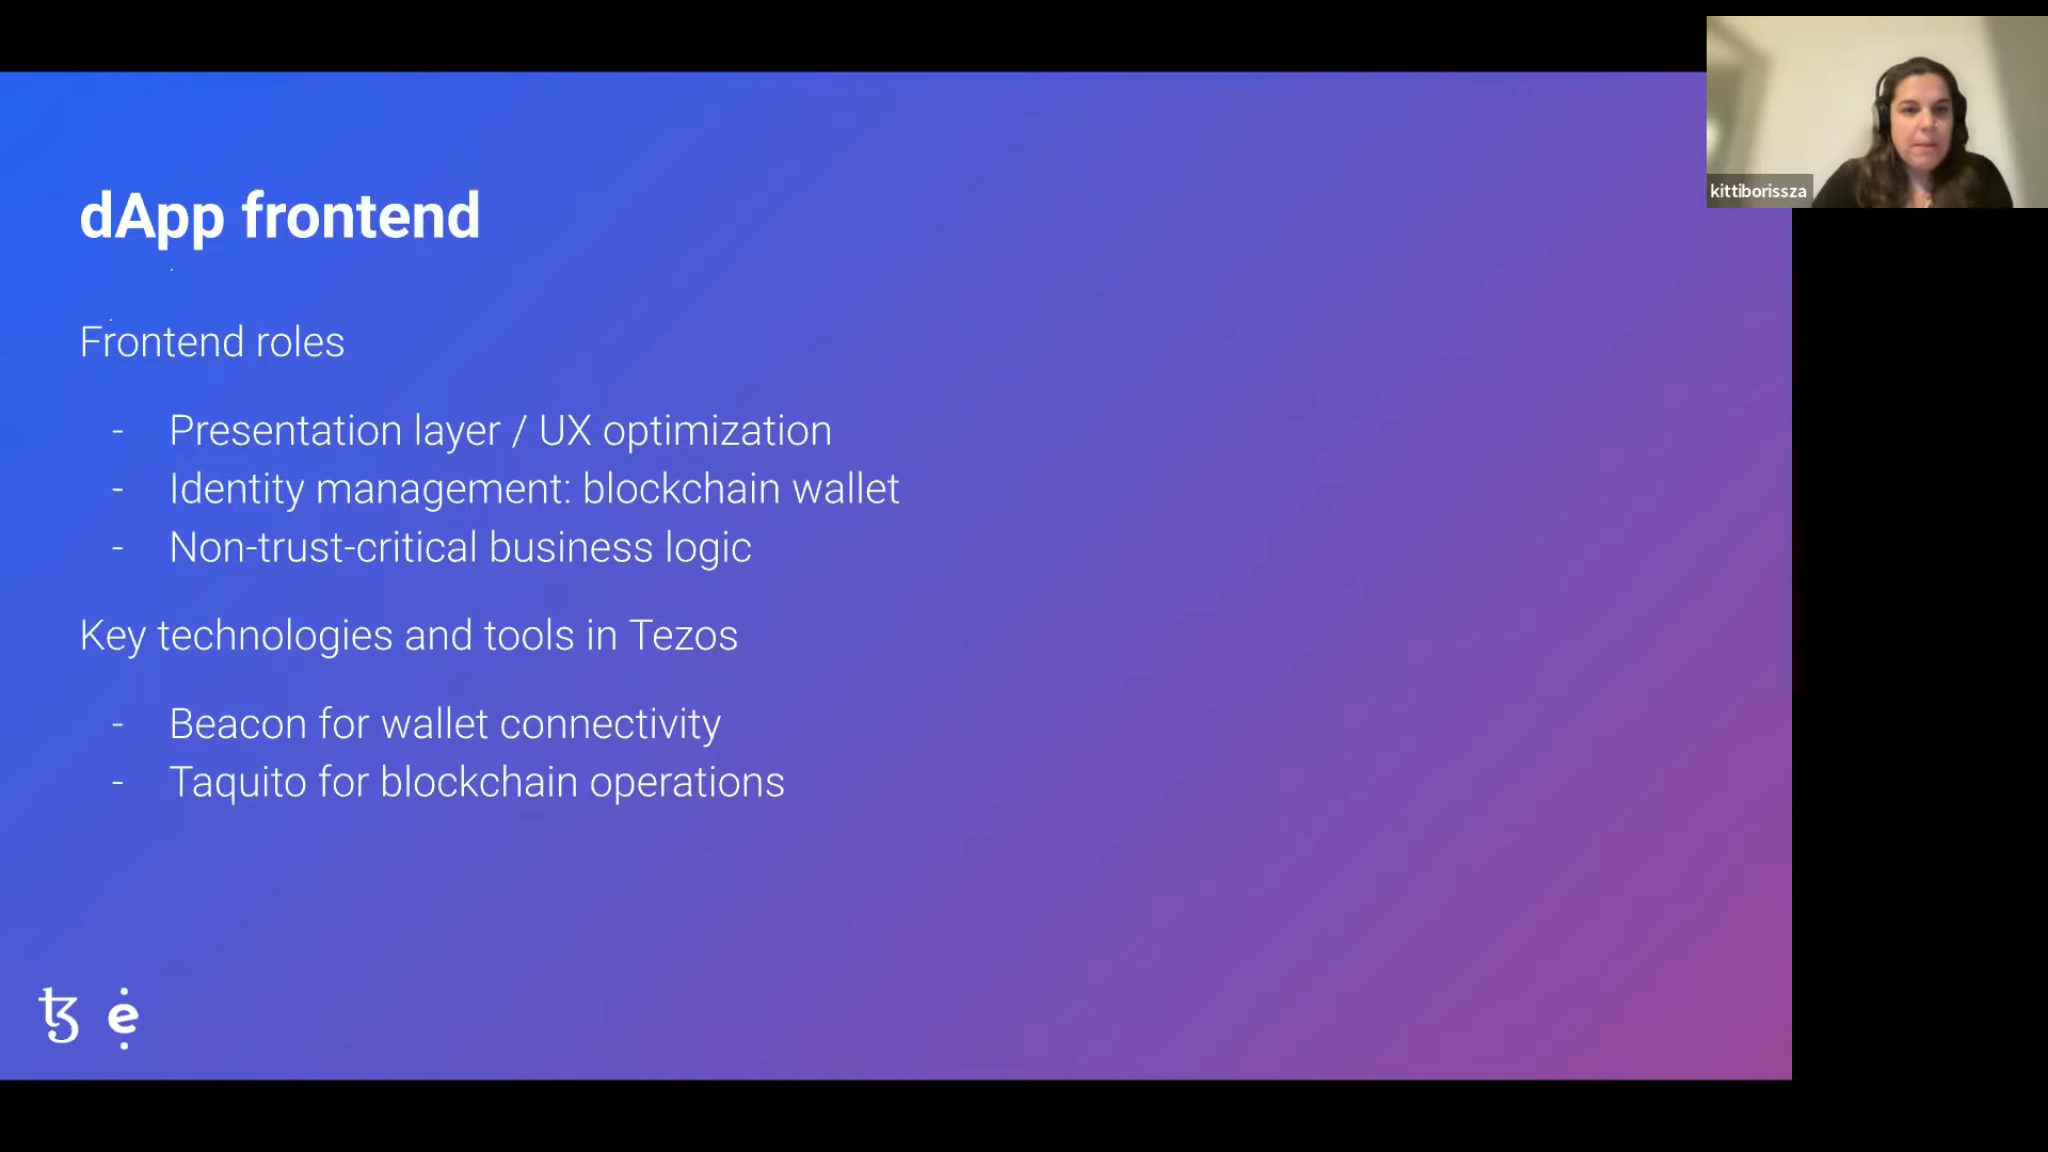 dApp frontend
Frontend roles
- Presentation layer / UX optimization
- Identity management: blockchain wallet
- Non-trust-critical business logic
Key technologies and tools in Tezos
- Beacon for wallet connectivity
- Taquito for blockchain operations
kittiborissza